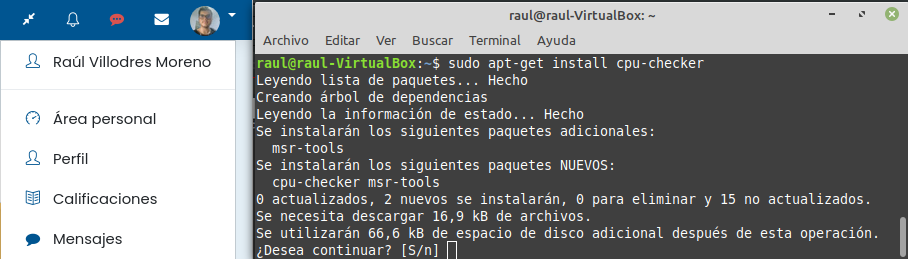 Raúl Villodres Moreno
Área personal
Perfil
Calificaciones
Mensajes
raul@raul-VirtualBox: ~
Archivo Editar Ver Buscar Terminal Ayuda
raul@raul-VirtualBox:~$ sudo apt-get install cpu-checker
Leyendo lista de paquetes... Hecho
Creando árbol de dependencias
Leyendo la información de estado... Hecho
Se instalarán los siguientes paquetes adicionales:
msr-tools
Se instalarán los siguientes paquetes NUEVOS:
cpu-checker msr-tools
0 actualizados, 2 nuevos se instalarán, 0 para eliminar y 15 no actualizados.
Se necesita descargar 16,9 kB de archivos.
Se utilizarán 66,6 kB de espacio de disco adicional después de esta operación.
¿Desea continuar? [S/n]